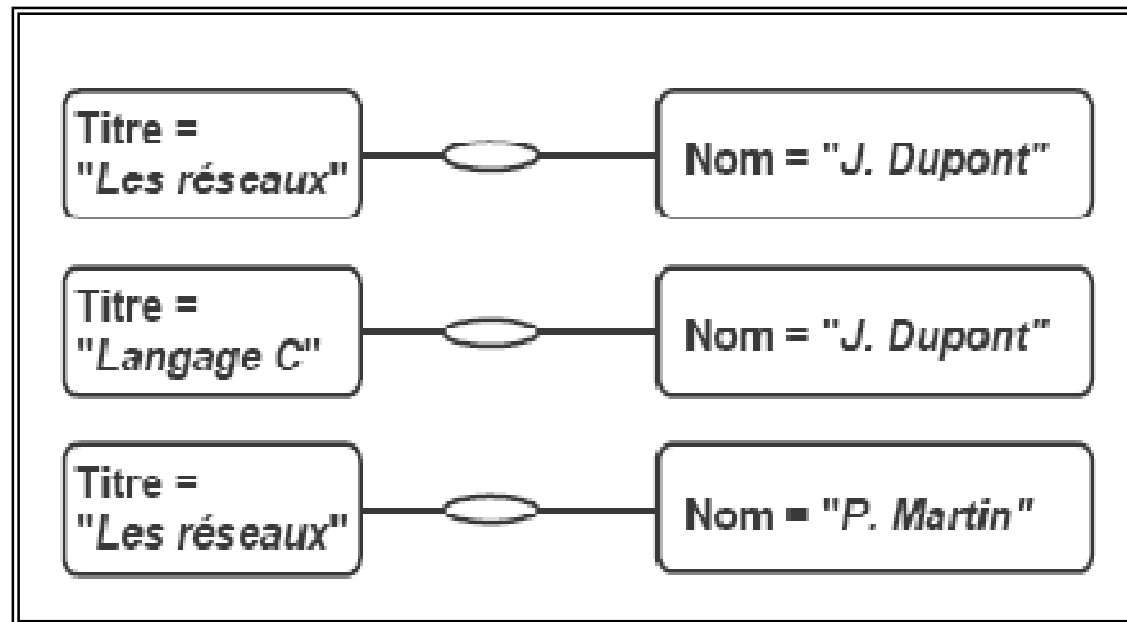 Titre =
"Les réseaux"
Nom = "J. Dupont"
Titre =
"Langage C"
Nom = "J. Dupont"
Titre =
"Les réseaux"
Nom = "P. Martin"